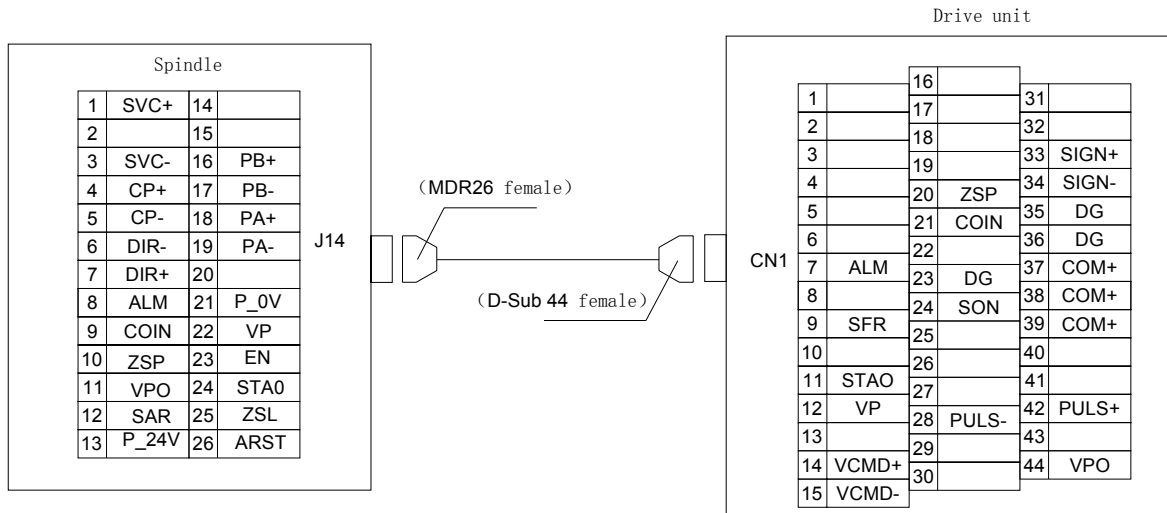 Drive unit
Spindle
1 SVC+ 14
2 15
3 SVC- 16 PB+
4 CP+ 17 PB-
5 CP- 18 PA+
6 DIR- 19 PA-
7 DIR+ 20
8 ALM 21 P_0V
9 COIN 22 VP
10 ZSP 23 EN
11 VPO 24 STA0
12 SAR 25 ZSL
13 P_24V 26 ARST
J14
(MDR26 female)
(D-Sub 44 female)
CN1
1
2
3
4
5
6
7 ALM
8
9 SFR
10
11 STAO
12 VP
13
14 VCMD+
15 VCMD-
16
17
18
19
20 ZSP
21 COIN
22
23 DG
24 SON
25
26
27
28 PULS-
29
30
31
32
33 SIGN+
34 SIGN-
35 DG
36 DG
37 COM+
38 COM+
39 COM+
40
41
42 PULS+
43
44 VPO